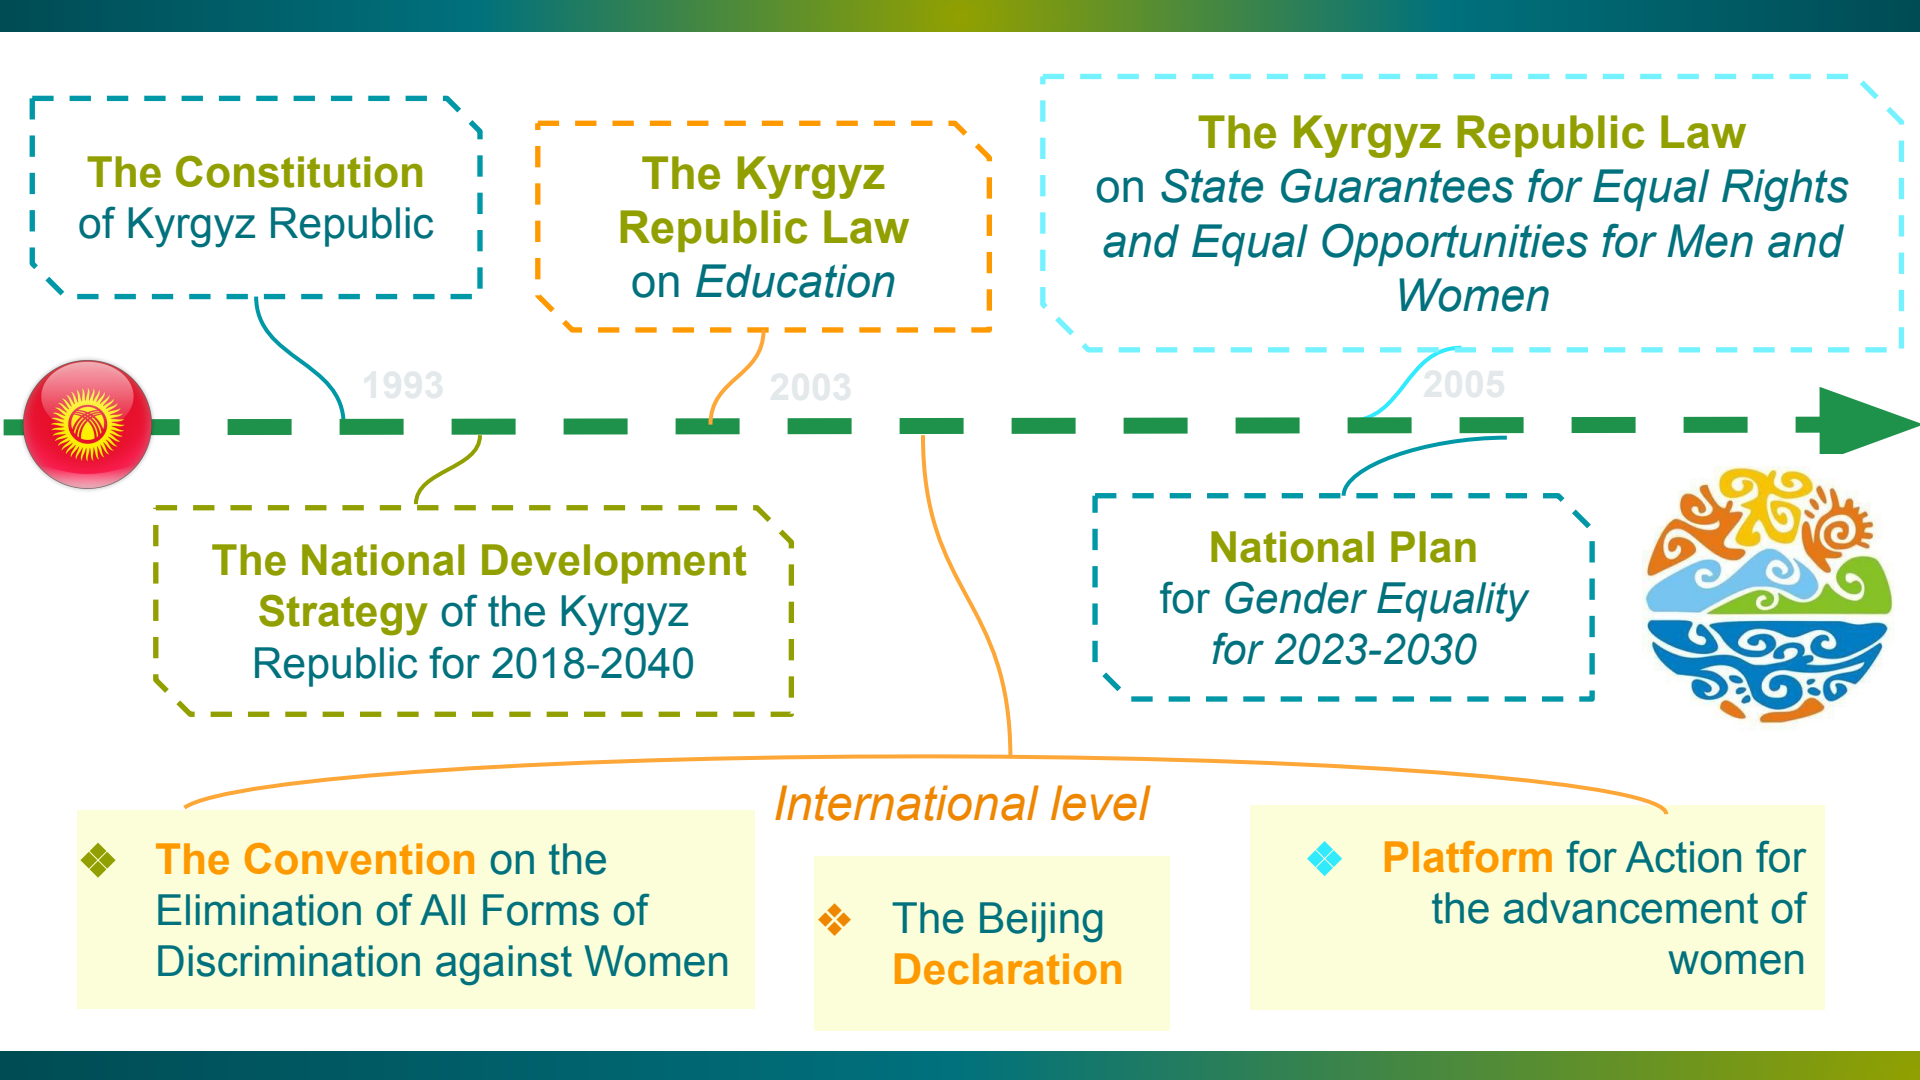 The Constitution
of Kyrgyz Republic
The Kyrgyz
Republic Law
on Education
The Kyrgyz Republic Law
on State Guarantees for Equal Rights
and Equal Opportunities for Men and
Women
1993
2003
2005
The National Development
Strategy of the Kyrgyz
Republic for 2018-2040
National Plan
for Gender Equality
for 2023-2030
International level
The Convention on the
Elimination of All Forms of
Discrimination against Women
The Beijing
Declaration
Platform for Action for
the advancement of
women